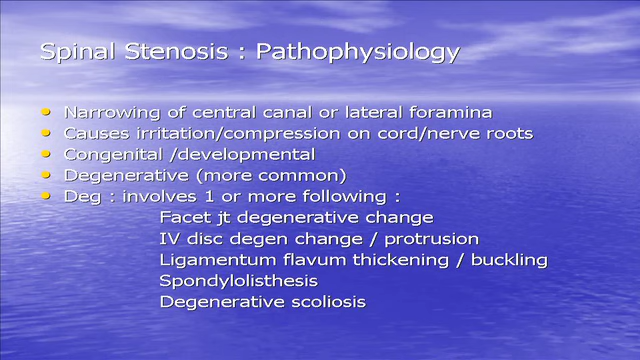 Spinal Stenosis : Pathophysiology
• Narrowing of central canal or lateral foramina
• Causes irritation/compression on cord/nerve roots
• Congenital /developmental
• Degenerative (more common)
• Deg : involves 1 or more following :
Facet jt degenerative change
IV disc degen change / protrusion
Ligamentum flavum thickening / buckling
Spondylolisthesis
Degenerative scoliosis